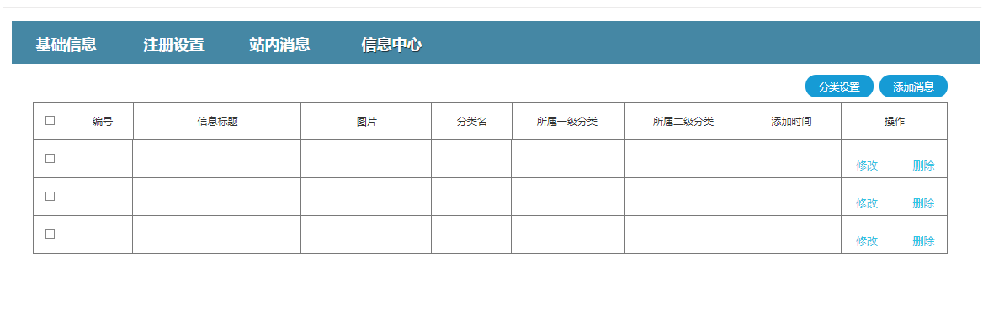 基础信息 注册设置 站内消息 信息中心
分类设置 添加消息
编号 信息标题 图片 分类名 所属一级分类 所属二级分类 添加时间 操作
修改 删除
修改 删除
修改 删除